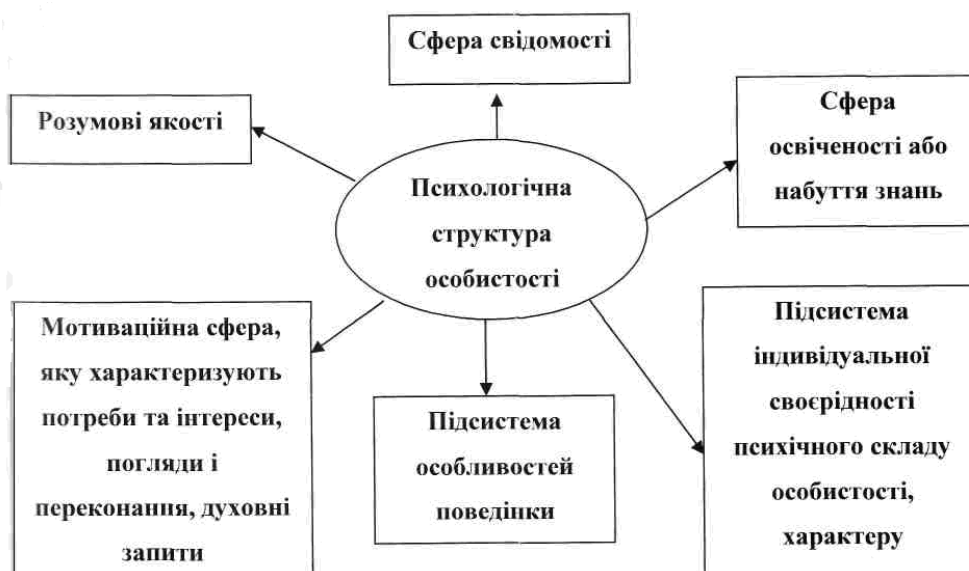 Сфера свідомості
Розумові якості
Сфера
освіченості або
набуття знань
Психологічна
структура
особистості
Мотиваційна сфера,
яку характеризують
потреби та інтереси,
погляди і
переконання, духовні
запити
Підсистема
особливостей
поведінки
Підсистема
індивідуальної
своєрідності
психічного складу
особистості,
характеру